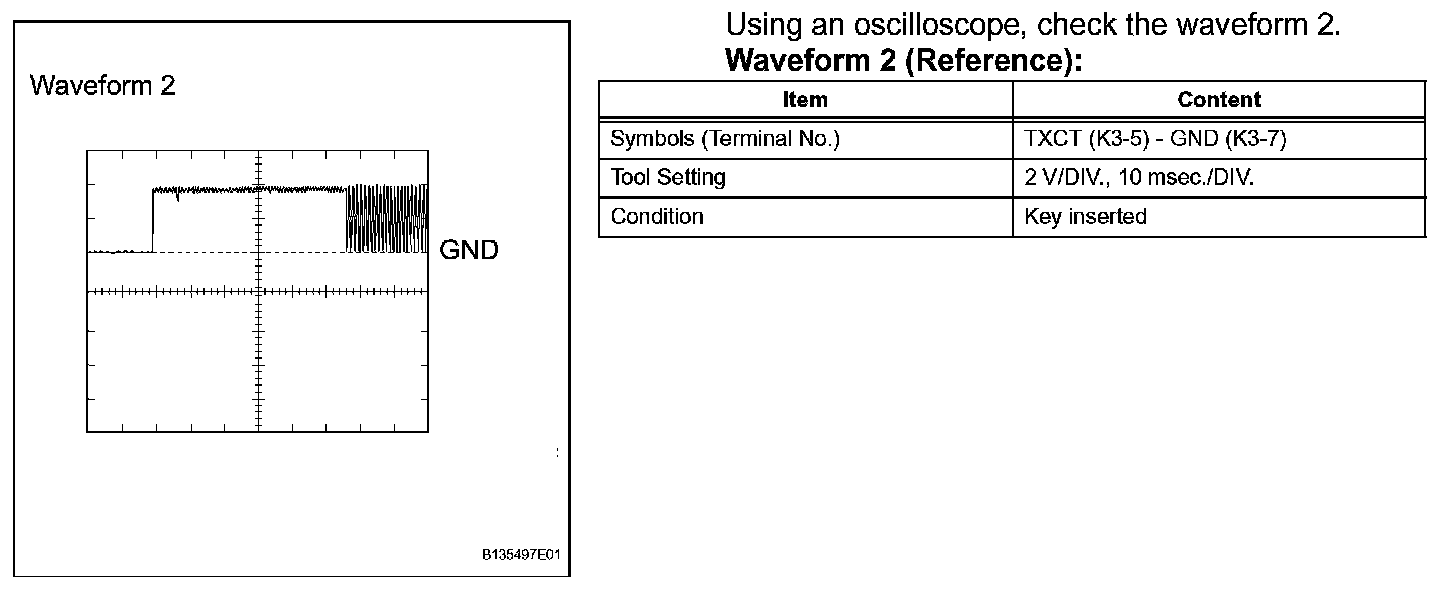 Using an oscilloscope, check the waveform 2.
Waveform 2 (Reference):
Item Content
Symbols (Terminal No.) TXCT (K3-5) - GND (K3-7)
Tool Setting 2 V/DIV., 10 msec./DIV.
Condition Key inserted
Waveform 2
GND
B135497E01